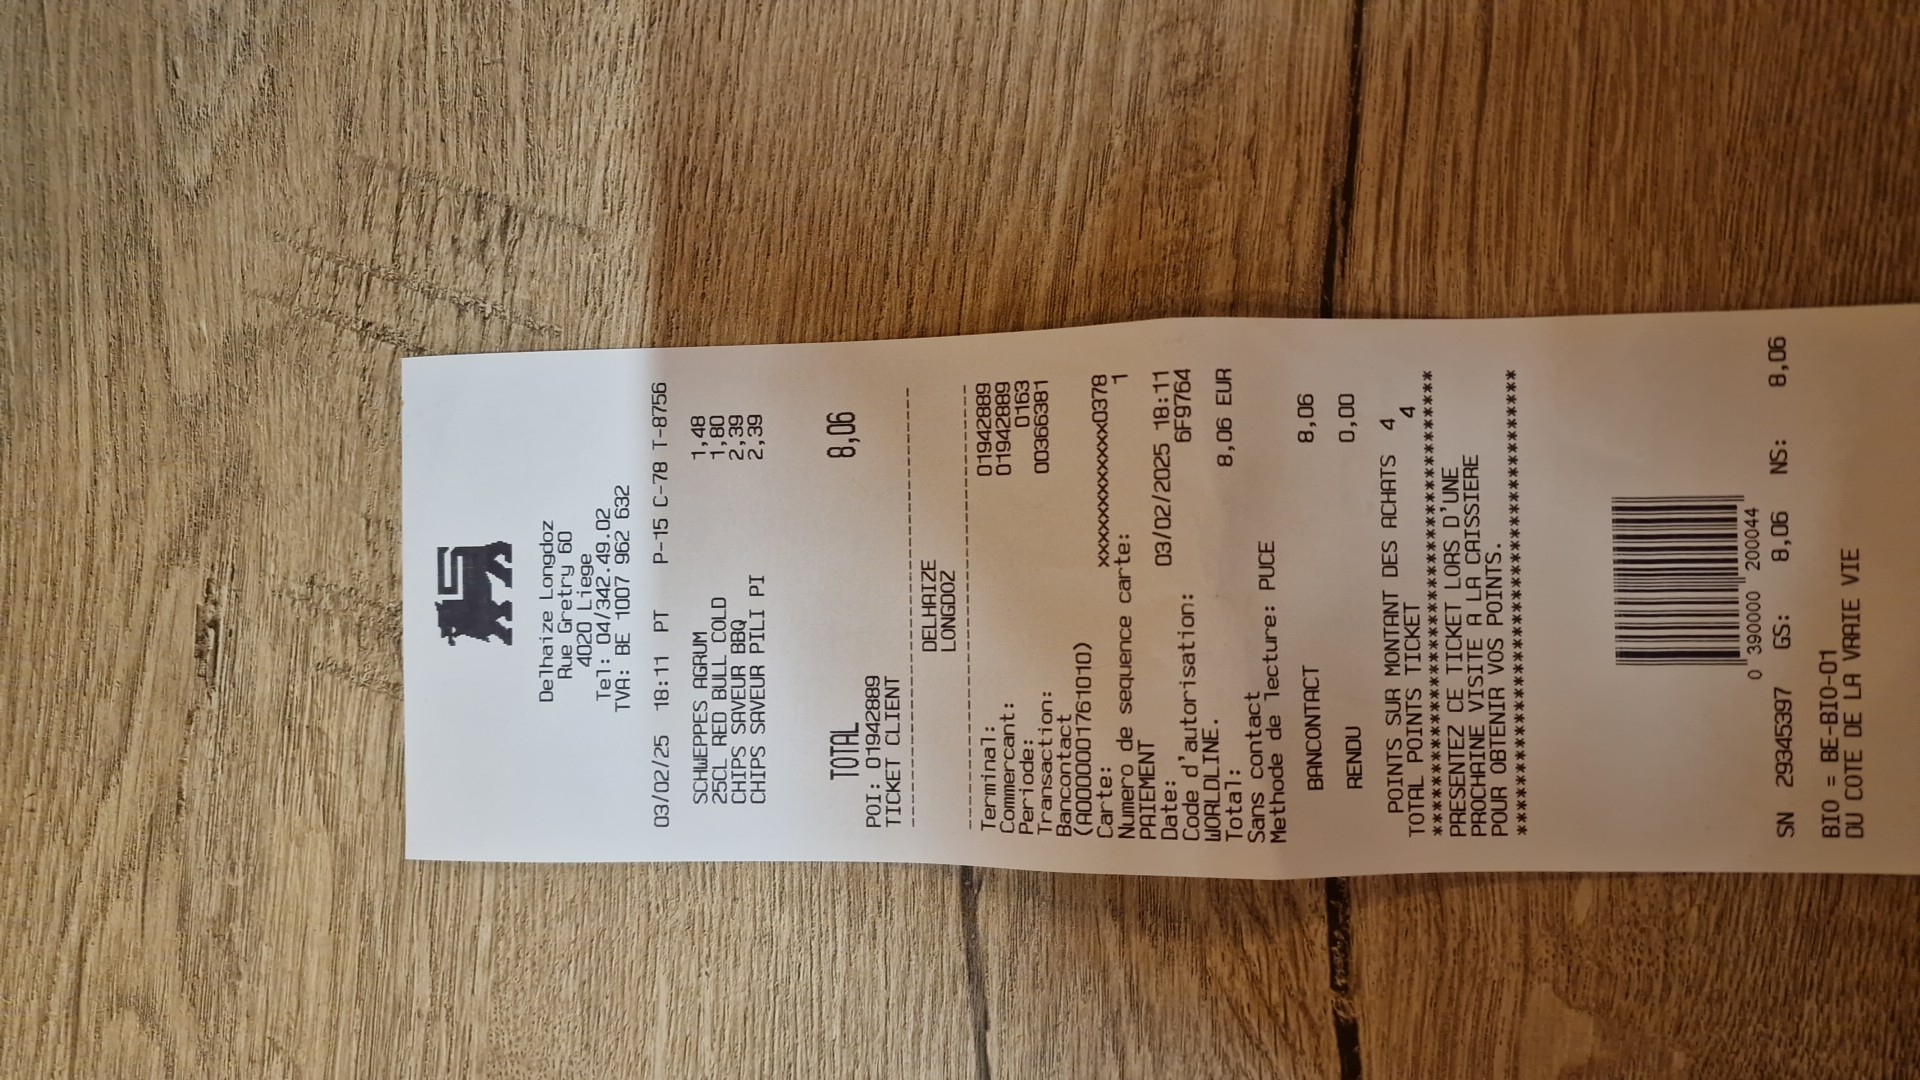 Delhaize Longdoz
Rue Gretry 60
4020 Liege
Tel: 04/342.49.02
TVA: BE 1007 962 632
03/02/25 18:11 PT P-15 C-78 T-8756
SCHWEPPES AGRUM 1,48
25CL RED BULL COLD 1,80
CHIPS SAVEUR BBQ 2,39
CHIPS SAVEUR PILI PI 2,39
TOTAL 8,06
POI: 01942889
TICKET CLIENT
--------------------------------------
DELHAIZE
LONGDOZ
--------------------------------------
Terminal: 01942889
Commercant: 01942889
Periode: 0163
Transaction: 00366381
Bancontact
(A0000001761010)
Carte: xxxxxxxxxxxxxxx0378
Numero de sequence carte: 1
PAIEMENT
Date: 03/02/2025 18:11
Code d'autorisation: 6F9764
WORLDLINE.
Total: 8,06 EUR
Sans contact
Methode de lecture: PUCE
BANCONTACT 8,06
RENDU 0,00
POINTS SUR MONTANT DES ACHATS 4
TOTAL POINTS TICKET 4
****************************************
PRESENTEZ CE TICKET LORS D'UNE
PROCHAINE VISITE A LA CAISSIERE
POUR OBTENIR VOS POINTS.
****************************************
0 390000 200044
SN 29345397 GS: 8,06 NS: 8,06
BIO = BE-BIO-01
DU COTE DE LA VRAIE VIE